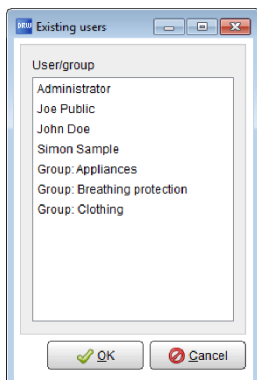 DRW Existing users
User/group
Administrator
Joe Public
John Doe
Simon Sample
Group: Appliances
Group: Breathing protection
Group: Clothing
OK Cancel